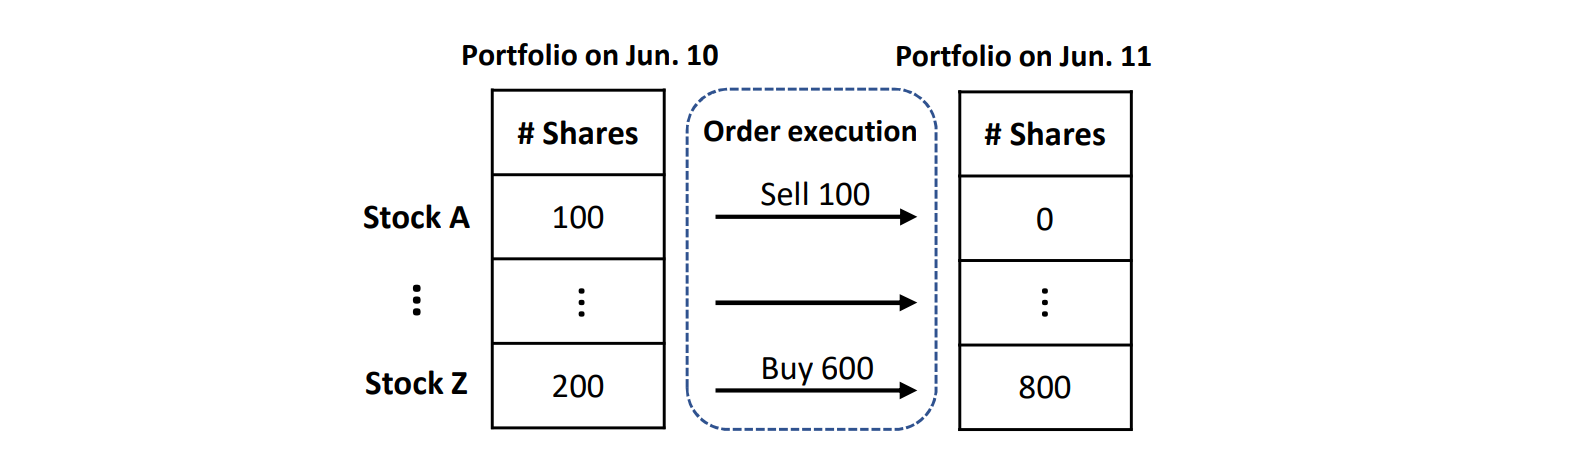 Portfolio on Jun. 10
Portfolio on Jun. 11
# Shares
Order execution
# Shares
Stock A
100
Sell 100
0
⋮
⋮
⋮
Stock Z
200
Buy 600
800